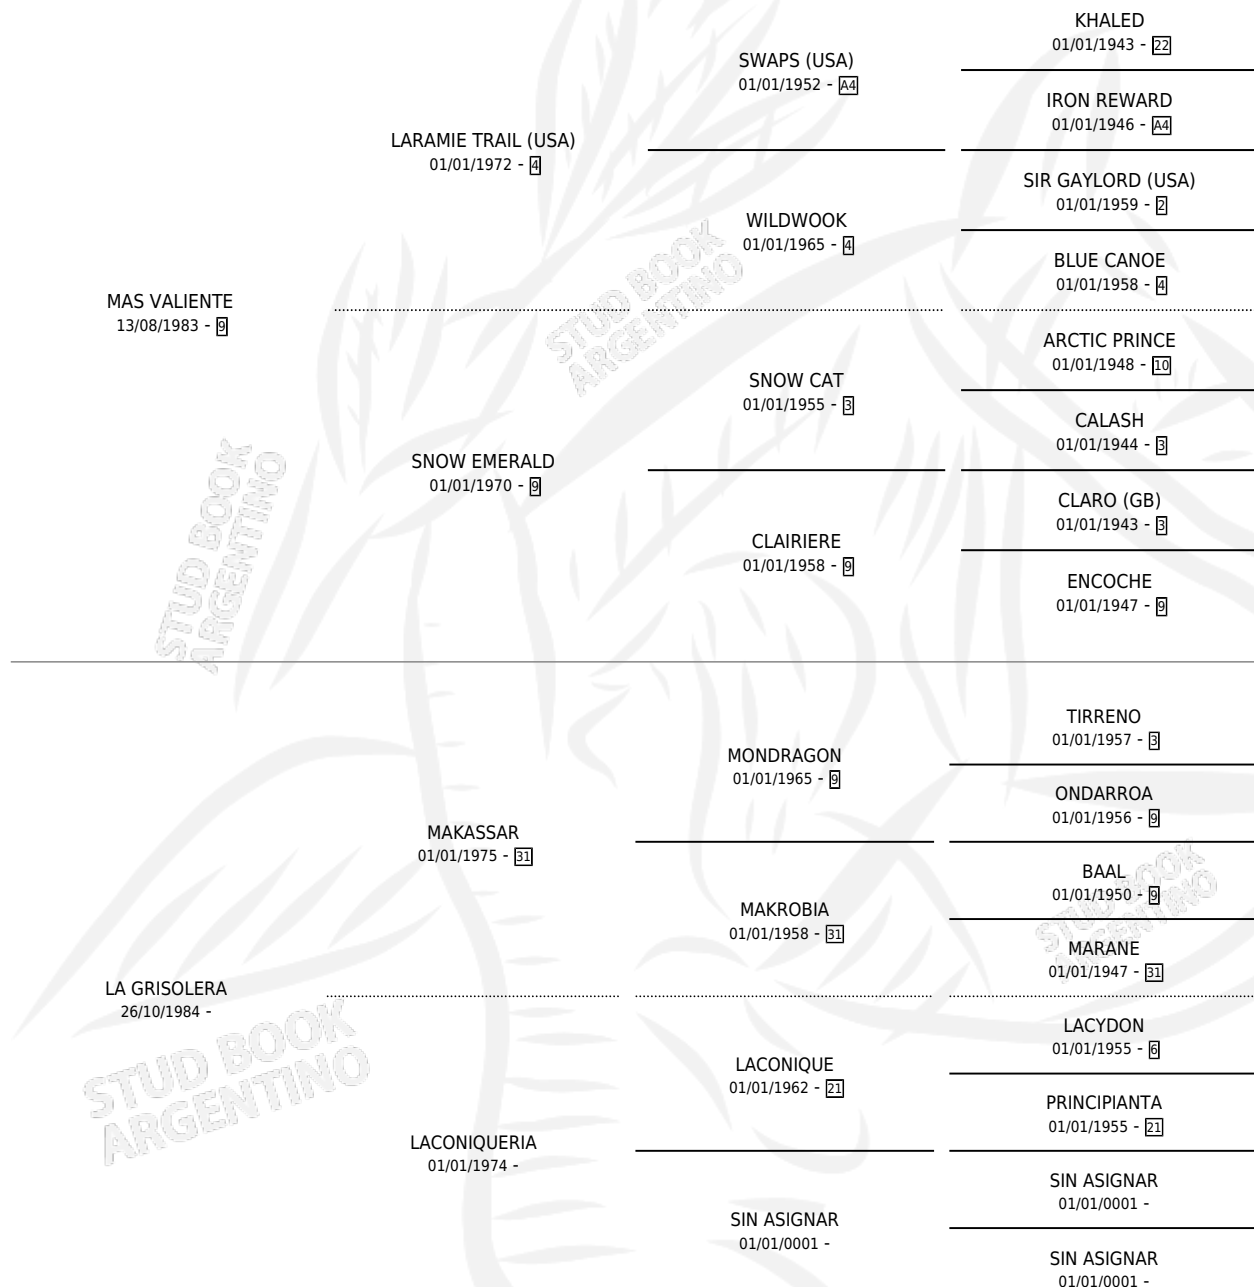 KHALED
01/01/1943 - 22
SWAPS (USA)
01/01/1952 - A4
IRON REWARD
01/01/1946 - A4
LARAMIE TRAIL (USA)
01/01/1972 - 4
SIR GAYLORD (USA)
01/01/1959 - 2
WILDWOOK
01/01/1965 - 4
BLUE CANOE
01/01/1958 - 4
MAS VALIENTE
13/08/1983 - 9
STUD BOOK
ARGENTINO
ARCTIC PRINCE
01/01/1948 - 10
SNOW CAT
01/01/1955 - 3
CALASH
01/01/1944 - 3
SNOW EMERALD
01/01/1970 - 9
CLARO (GB)
01/01/1943 - 3
CLAIRIERE
01/01/1958 - 9
ENCOCHE
01/01/1947 - 9
STUD BOOK
ARGENTINO
TIRRENO
01/01/1957 - 3
MONDRAGON
01/01/1965 - 9
ONDARROA
01/01/1956 - 9
MAKASSAR
01/01/1975 - 31
BAAL
01/01/1950 - 9
MAKROBIA
01/01/1958 - 31
STUD BOOK
ARGENTINO
MARANE
01/01/1947 - 31
LA GRISOLERA
26/10/1984 -
LACYDON
01/01/1955 - 6
LACONIQUE
01/01/1962 - 21
STUD BOOK
ARGENTINO
PRINCIPIANTA
01/01/1955 - 21
LACONIQUERIA
01/01/1974 -
SIN ASIGNAR
01/01/0001 -
SIN ASIGNAR
01/01/0001 -
SIN ASIGNAR
01/01/0001 -